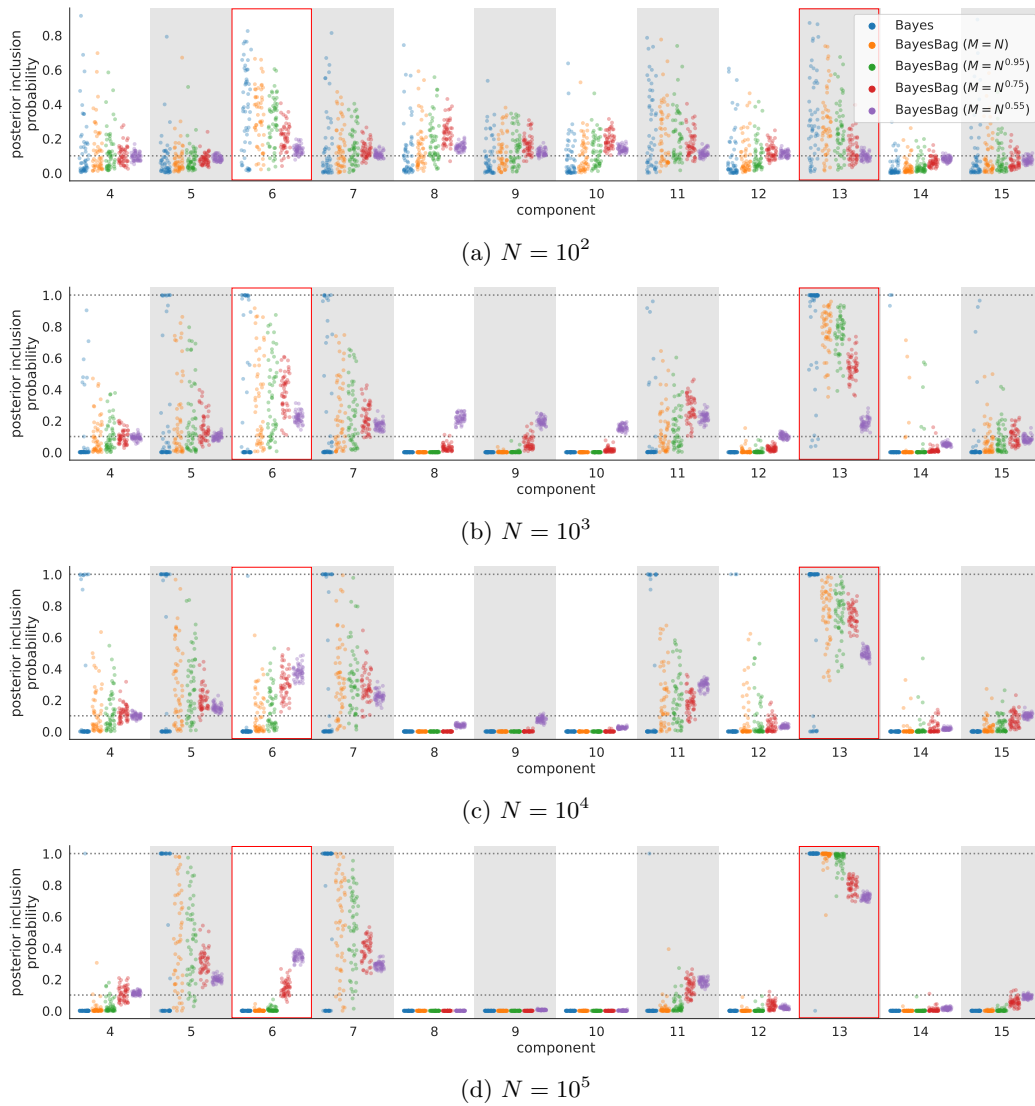 0.8
0.6
0.4
0.2
0.0
posterior inclusion
probability
Bayes
BayesBag (M = N)
BayesBag (M = N^0.95)
BayesBag (M = N^0.75)
BayesBag (M = N^0.55)
4 5 6 7 8 9 10 11 12 13 14 15
component
(a) N = 10^2
1.0
0.8
0.6
0.4
0.2
0.0
posterior inclusion
probability
4 5 6 7 8 9 10 11 12 13 14 15
component
(b) N = 10^3
1.0
0.8
0.6
0.4
0.2
0.0
posterior inclusion
probability
4 5 6 7 8 9 10 11 12 13 14 15
component
(c) N = 10^4
1.0
0.8
0.6
0.4
0.2
0.0
posterior inclusion
probability
4 5 6 7 8 9 10 11 12 13 14 15
component
(d) N = 10^5